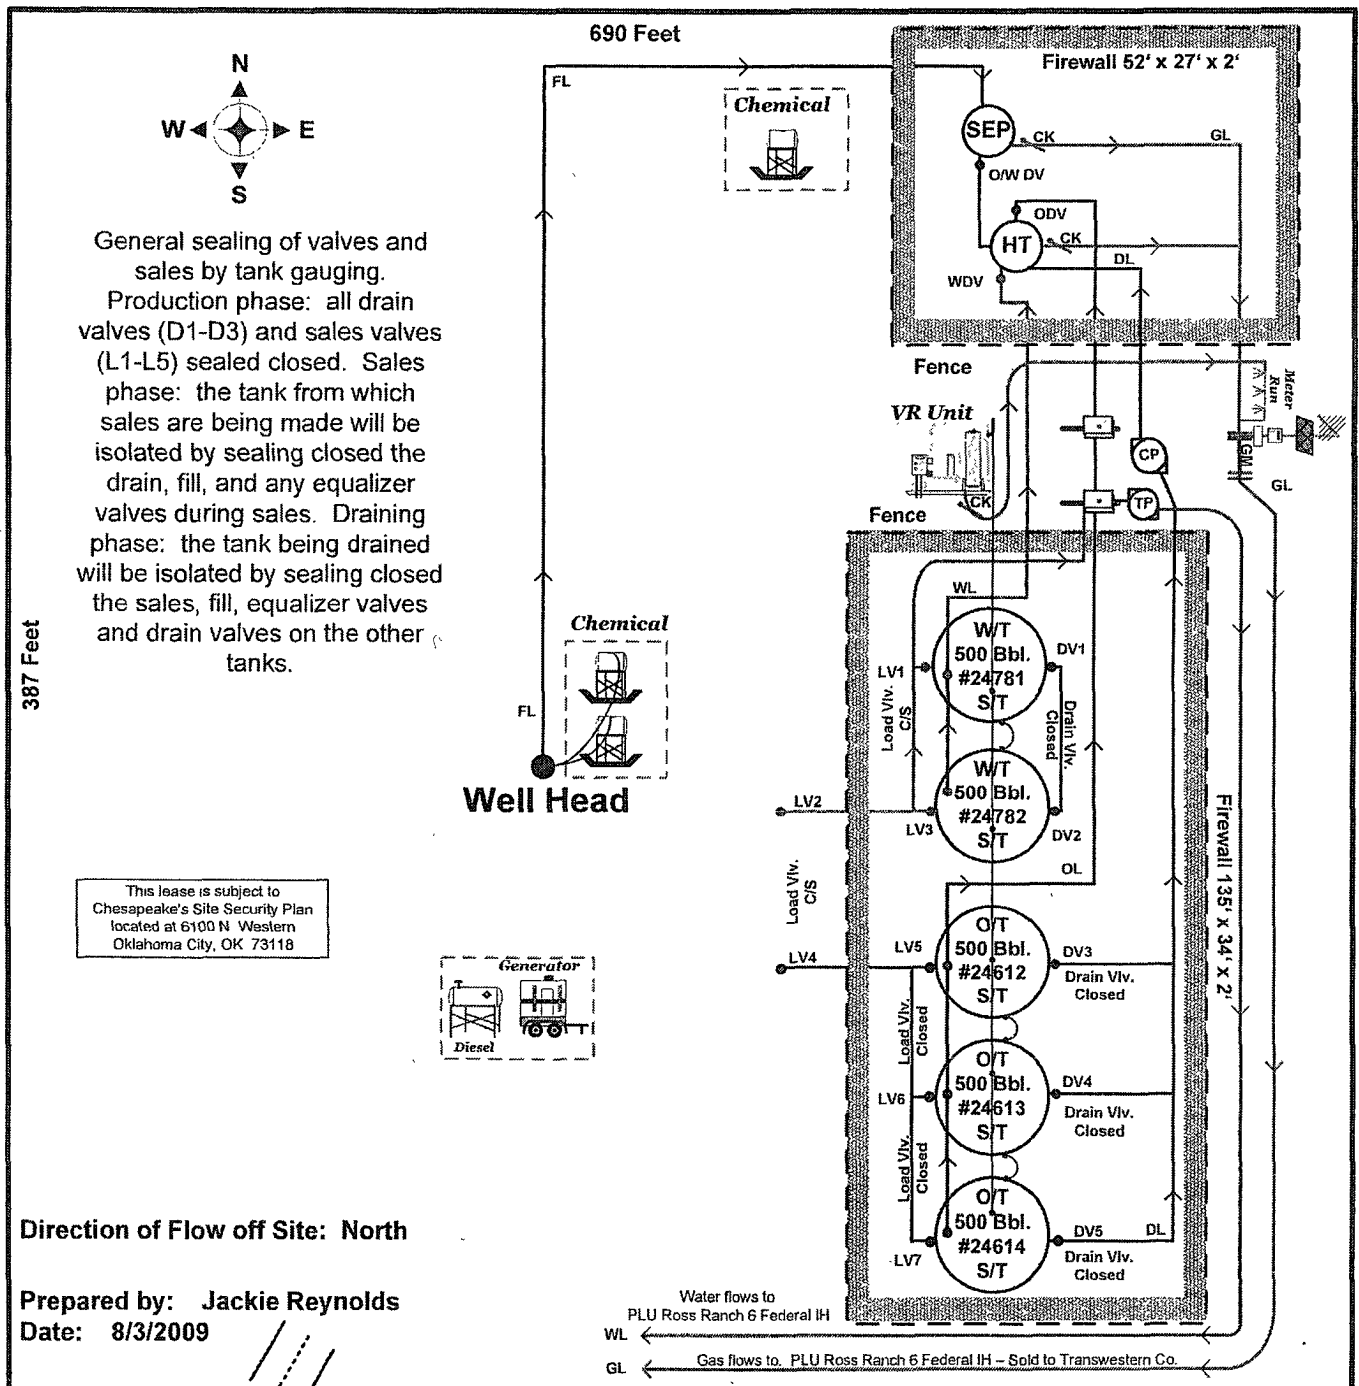 690 Feet
N
W E
S
FL
Chemical
Firewall 52' x 27' x 2'
SEP
CK
GL
O/W DV
ODV
HT
CK
DL
WDV
General sealing of valves and
sales by tank gauging.
Production phase: all drain
valves (D1-D3) and sales valves
(L1-L5) sealed closed. Sales
phase: the tank from which
sales are being made will be
isolated by sealing closed the
drain, fill, and any equalizer
valves during sales. Draining
phase: the tank being drained
will be isolated by sealing closed
the sales, fill, equalizer valves
and drain valves on the other
tanks.
387 Feet
Fence
Meter
Run
VR Unit
CP
GM
GL
CK
TP
Fence
WL
Chemical
FL
Well Head
W/T
500 Bbl.
#24781
S/T
LV1
DV1
Load Vlv.
C/S
Drain Vlv.
Closed
W/T
500 Bbl.
#24782
S/T
LV2
LV3
DV2
Firewall 135' x 34' x 2'
OL
Load Vlv.
C/S
This lease is subject to
Chesapeake's Site Security Plan
located at 6100 N Western
Oklahoma City, OK 73118
O/T
500 Bbl.
#24612
S/T
LV4
LV5
DV3
Drain Vlv.
Closed
Generator
Diesel
Load Vlv.
Closed
O/T
500 Bbl.
#24613
S/T
LV6
DV4
Drain Vlv.
Closed
Load Vlv.
Closed
O/T
500 Bbl.
#24614
S/T
LV7
DV5
DL
Drain Vlv.
Closed
Direction of Flow off Site: North
Prepared by: Jackie Reynolds
Date: 8/3/2009
Water flows to
PLU Ross Ranch 6 Federal IH
WL
GL
Gas flows to. PLU Ross Ranch 6 Federal IH – Sold to Transwestern Co.